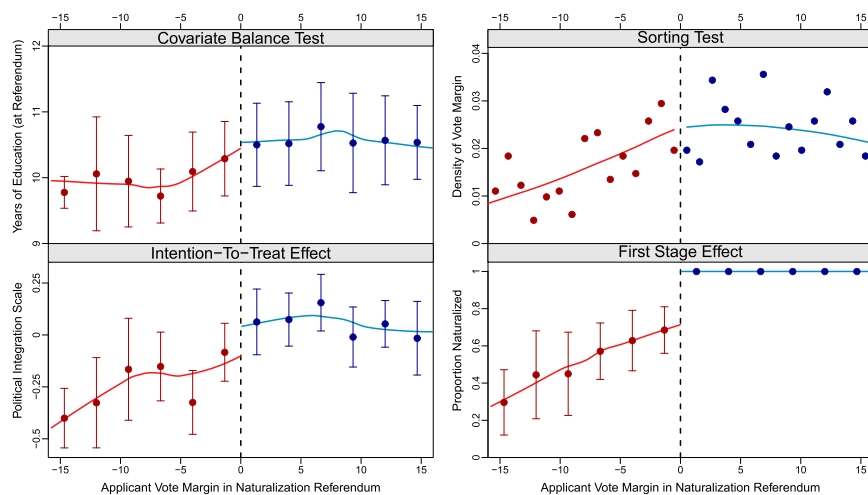 −15 −10 −5 0 5 10 15
Covariate Balance Test
Years of Education (at Referendum)
12
11
10
9
−15 −10 −5 0 5 10 15
Sorting Test
Density of Vote Margin
0.04
0.03
0.02
0.01
0
Intention−To−Treat Effect
Political Integration Scale
0.25
0
−0.25
−0.5
−15 −10 −5 0 5 10 15
Applicant Vote Margin in Naturalization Referendum
First Stage Effect
Proportion Naturalized
1
0.8
0.6
0.4
0.2
0
−15 −10 −5 0 5 10 15
Applicant Vote Margin in Naturalization Referendum